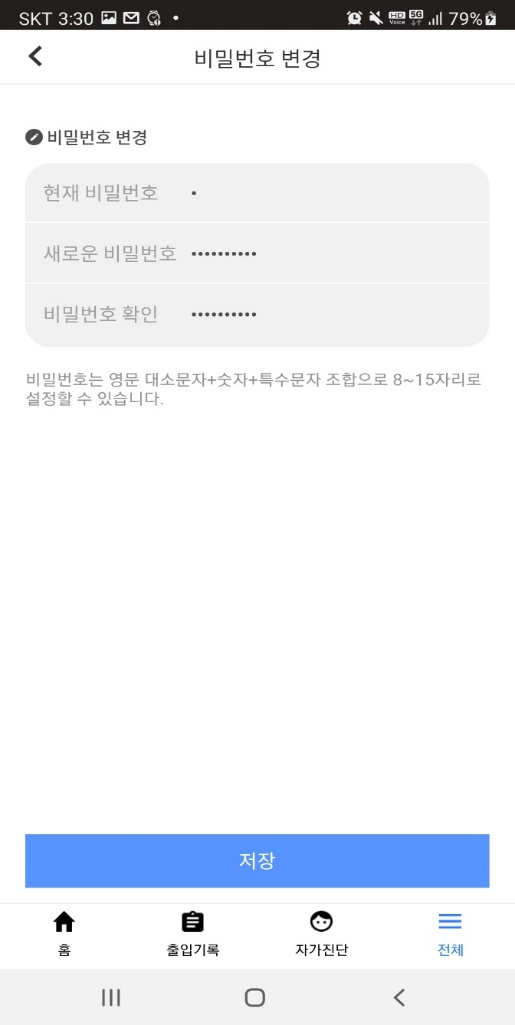 SKT 3:30 79%
비밀번호 변경
비밀번호 변경
현재 비밀번호 •
새로운 비밀번호 ••••••••••
비밀번호 확인 ••••••••••
비밀번호는 영문 대소문자+숫자+특수문자 조합으로 8~15자리로
설정할 수 있습니다.
저장
홈 출입기록 자가진단 전체